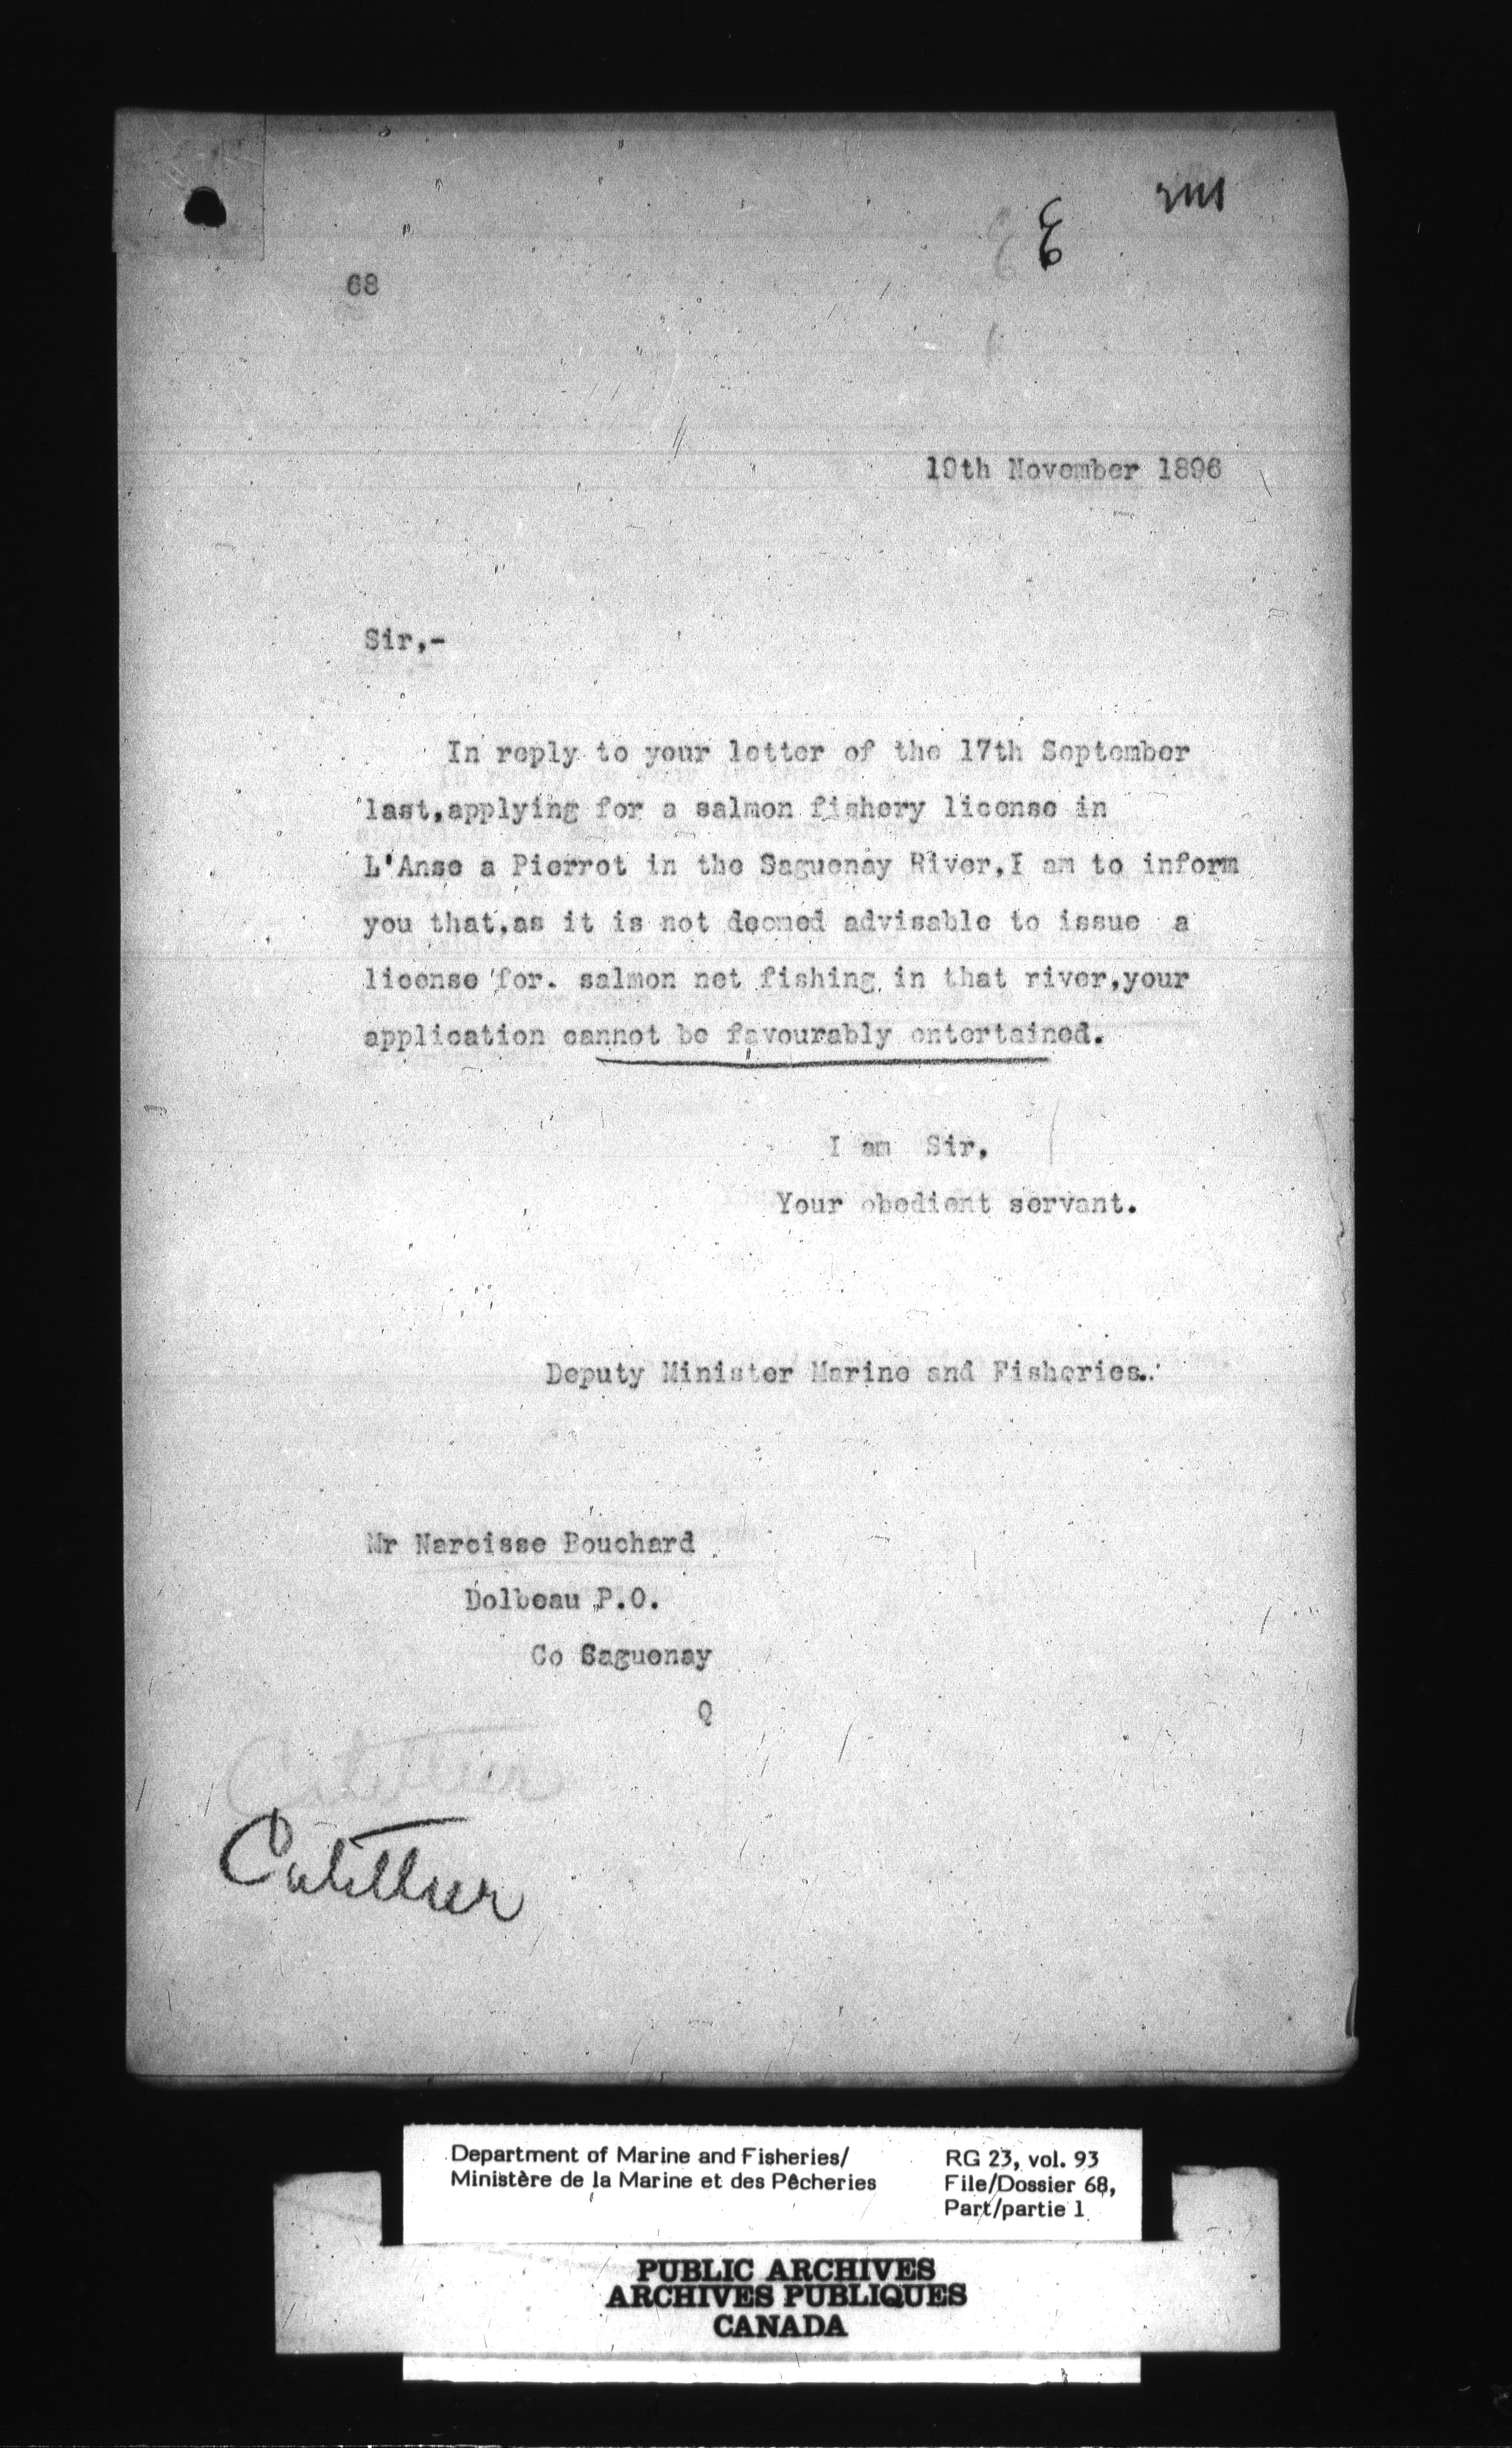 68
10th November 1896
Sir,-
In reply to your letter of the 17th September
last,applying for a salmon fishery license in
L'Anse a Pierrot in the Saguenay River,I am to inform
you that,as it is not deemed advisable to issue a
license for. salmon net fishing in that river,your
application cannot be favourably entertained.
I am Sir,
Your obedient servant.
Deputy Minister Marine and Fisheries.
Mr Narcisse Bouchard
Dolbeau P.O.
Co Saguenay
Q
Department of Marine and Fisheries/
Ministère de la Marine et des Pêcheries
RG 23, vol. 93
File/Dossier 68,
Part/partie 1
PUBLIC ARCHIVES
ARCHIVES PUBLIQUES
CANADA